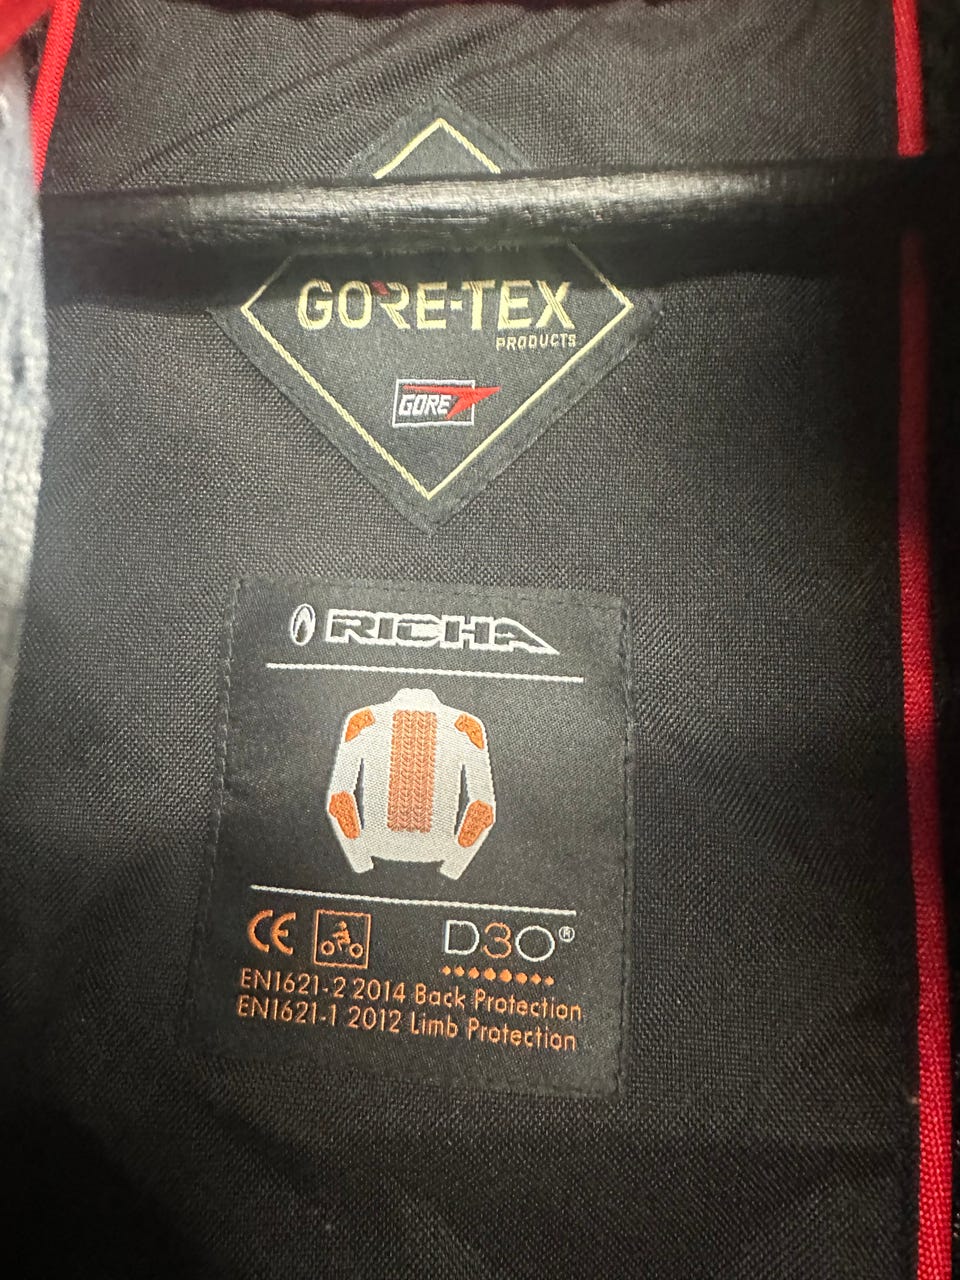 GORE-TEX
PRODUCTS
GORE
RICHA
CE
D3O®
EN1621-2 2014 Back Protection
EN1621-1 2012 Limb Protection